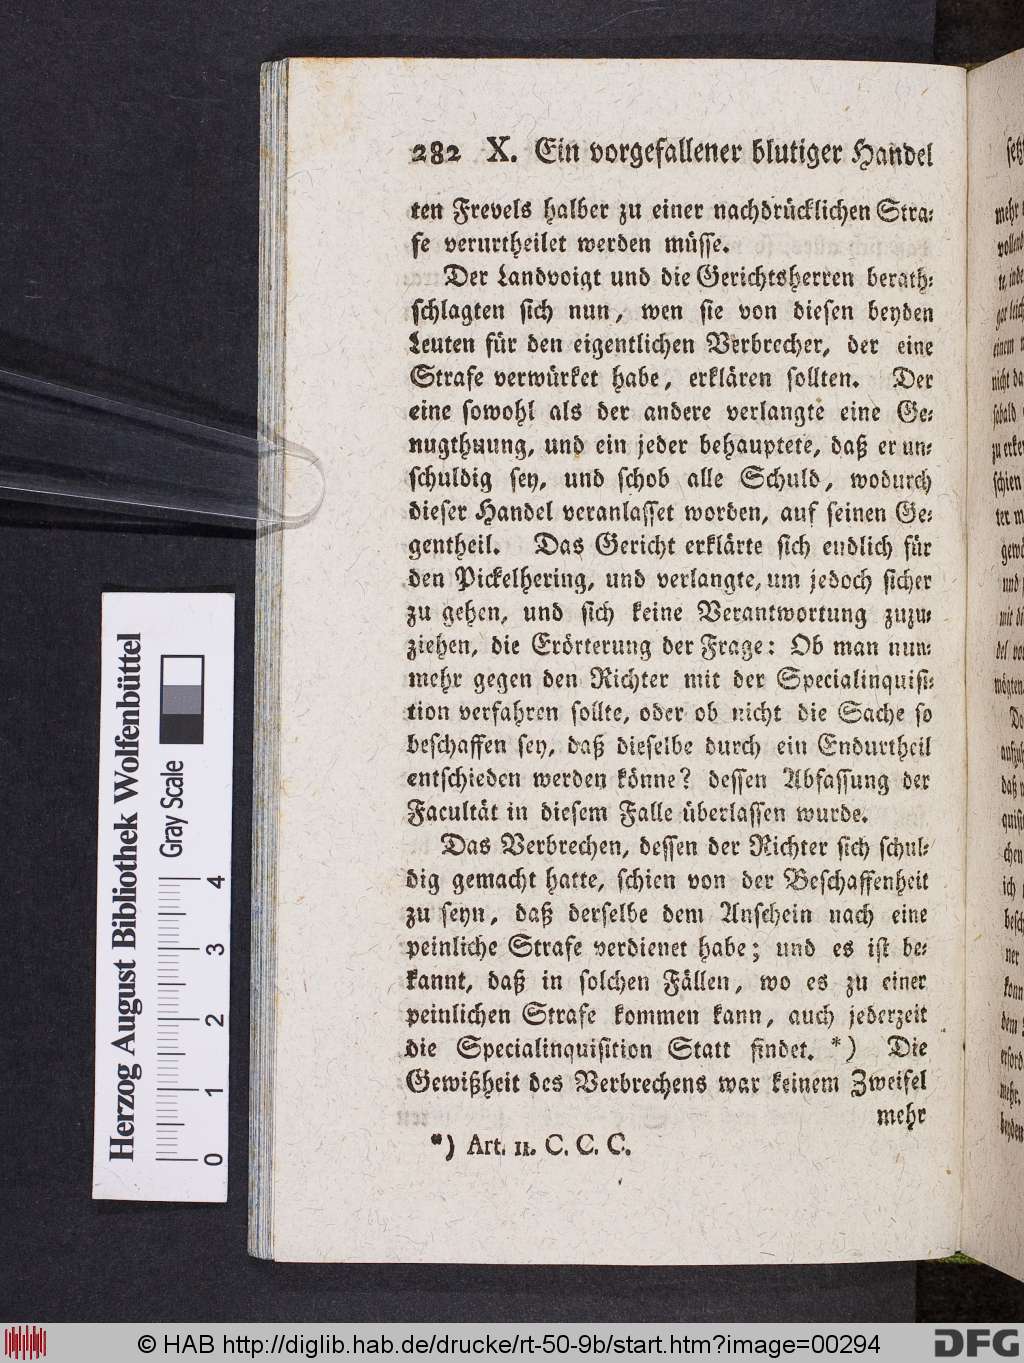 282 X. Ein vorgefallener blutiger Handel
ten Frevels halber zu einer nachdrücklichen Stra-
fe verurtheilet werden müsse.
Der Landvoigt und die Gerichtsherren berath-
schlagten sich nun, wen sie von diesen beyden
Leuten für den eigentlichen Verbrecher, der eine
Strafe verwürket habe, erklären sollten. Der
eine sowohl als der andere verlangte eine Ge-
nugthuung, und ein jeder behauptete, daß er un-
schuldig sey, und schob alle Schuld, wodurch
dieser Handel veranlasset worden, auf seinen Ge-
gentheil. Das Gericht erklärte sich endlich für
den Pickelhering, und verlangte, um jedoch sicher
zu gehen, und sich keine Verantwortung zuzu-
ziehen, die Erörterung der Frage: Ob man nun-
mehr gegen den Richter mit der Specialinquisi-
tion verfahren sollte, oder ob nicht die Sache so
beschaffen sey, daß dieselbe durch ein Endurtheil
entschieden werden könne? dessen Abfassung der
Facultät in diesem Falle überlassen wurde.
Das Verbrechen, dessen der Richter sich schul-
dig gemacht hatte, schien von der Beschaffenheit
zu seyn, daß derselbe dem Anschein nach eine
peinliche Strafe verdienet habe; und es ist be-
kannt, daß in solchen Fällen, wo es zu einer
peinlichen Strafe kommen kann, auch jederzeit
die Specialinquisition Statt findet. *) Die
Gewißheit des Verbrechens war keinem Zweifel
mehr
*) Art. 11. C. C. C.
Herzog August Bibliothek Wolfenbüttel
Gray Scale
0 1 2 3 4
© HAB http://diglib.hab.de/drucke/rt-50-9b/start.htm?image=00294
DFG